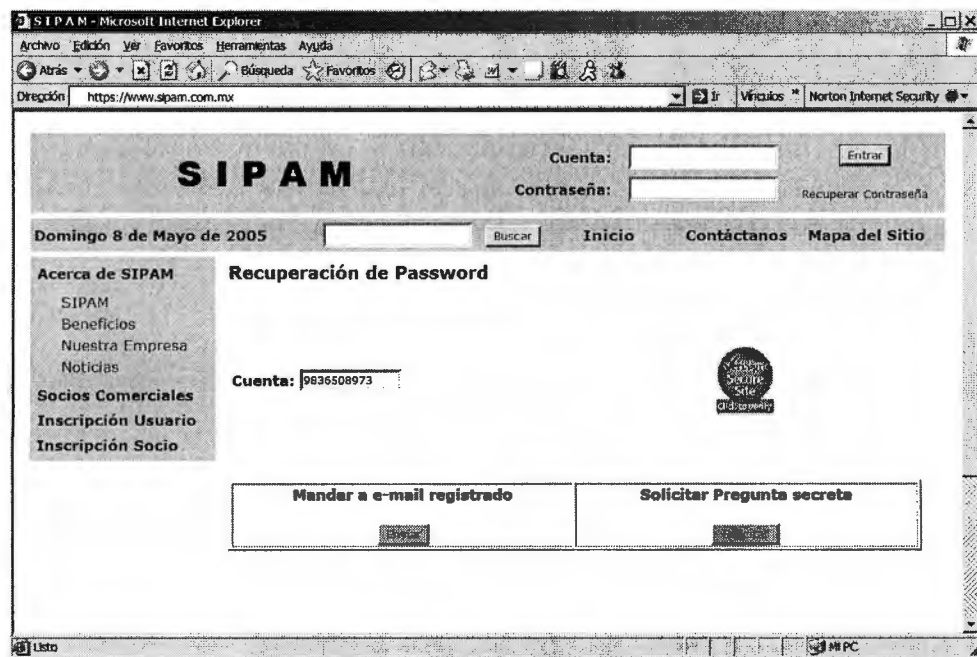 S I P A M - Microsoft Internet Explorer
Archivo Edición Ver Favoritos Herramientas Ayuda
Atrás Búsqueda Favoritos
Dirección https://www.sipam.com.mx Ir Vínculos » Norton Internet Security
S I P A M
Cuenta: Entrar
Contraseña: Recuperar Contraseña
Domingo 8 de Mayo de 2005 Buscar Inicio Contáctanos Mapa del Sitio
Acerca de SIPAM
SIPAM
Beneficios
Nuestra Empresa
Noticias
Socios Comerciales
Inscripción Usuario
Inscripción Socio
Recuperación de Password
Cuenta: 9836508973
Secure
Site
Mandar a e-mail registrado Solicitar Pregunta secreta
Listo Mi PC